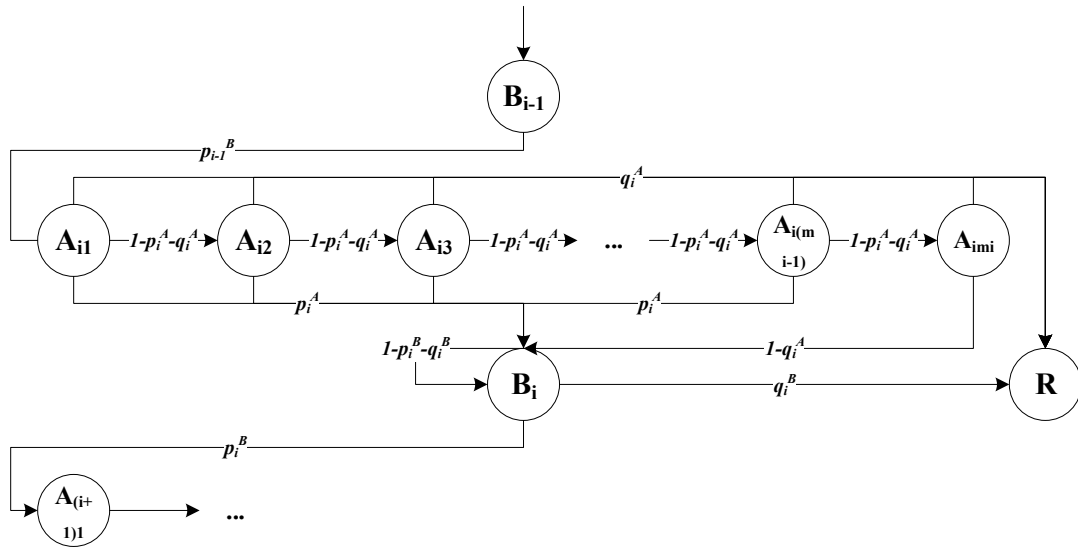 B_{i-1}
p_{i-1}^B
q_i^A
A_{i1} 1-p_i^A-q_i^A A_{i2} 1-p_i^A-q_i^A A_{i3} 1-p_i^A-q_i^A ... 1-p_i^A-q_i^A A_{i(m i-1)} 1-p_i^A-q_i^A A_{imi}
p_i^A p_i^A
1-p_i^B-q_i^B 1-q_i^A
B_i q_i^B R
p_i^B
A_{(i+ 1)1} ...